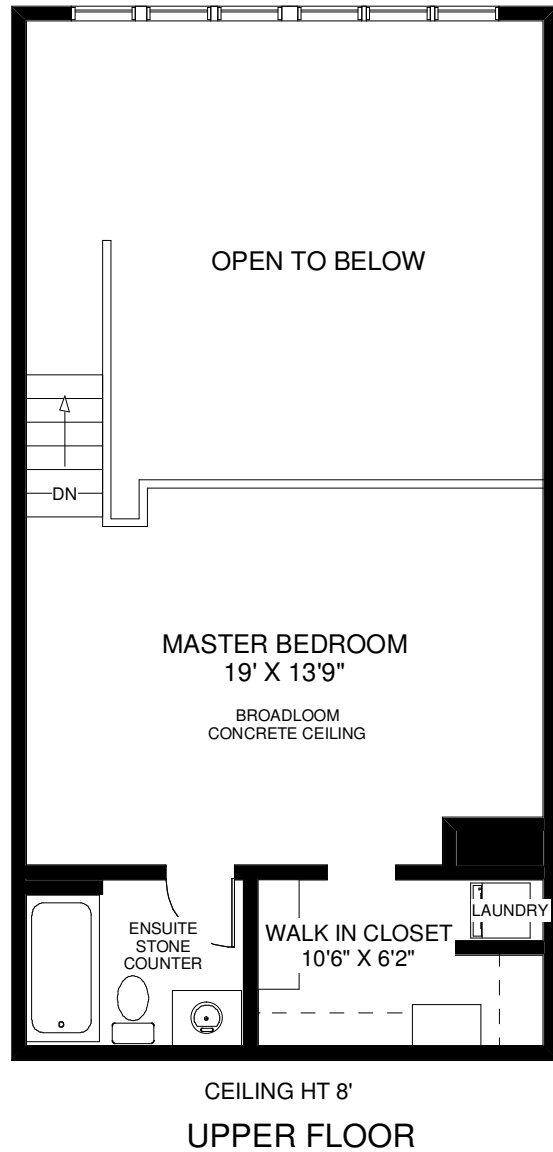 OPEN TO BELOW
DN
MASTER BEDROOM
19' X 13'9"
BROADLOOM
CONCRETE CEILING
ENSUITE
STONE
COUNTER
WALK IN CLOSET
10'6" X 6'2"
LAUNDRY
CEILING HT 8'
UPPER FLOOR